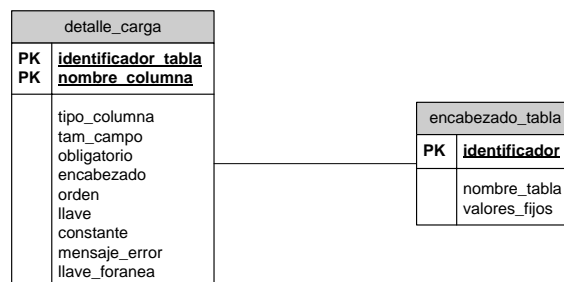 detalle_carga
PK identificador_tabla
PK nombre_columna
tipo_columna
tam_campo
obligatorio
encabezado
orden
llave
constante
mensaje_error
llave_foranea
encabezado_tabla
PK identificador
nombre_tabla
valores_fijos